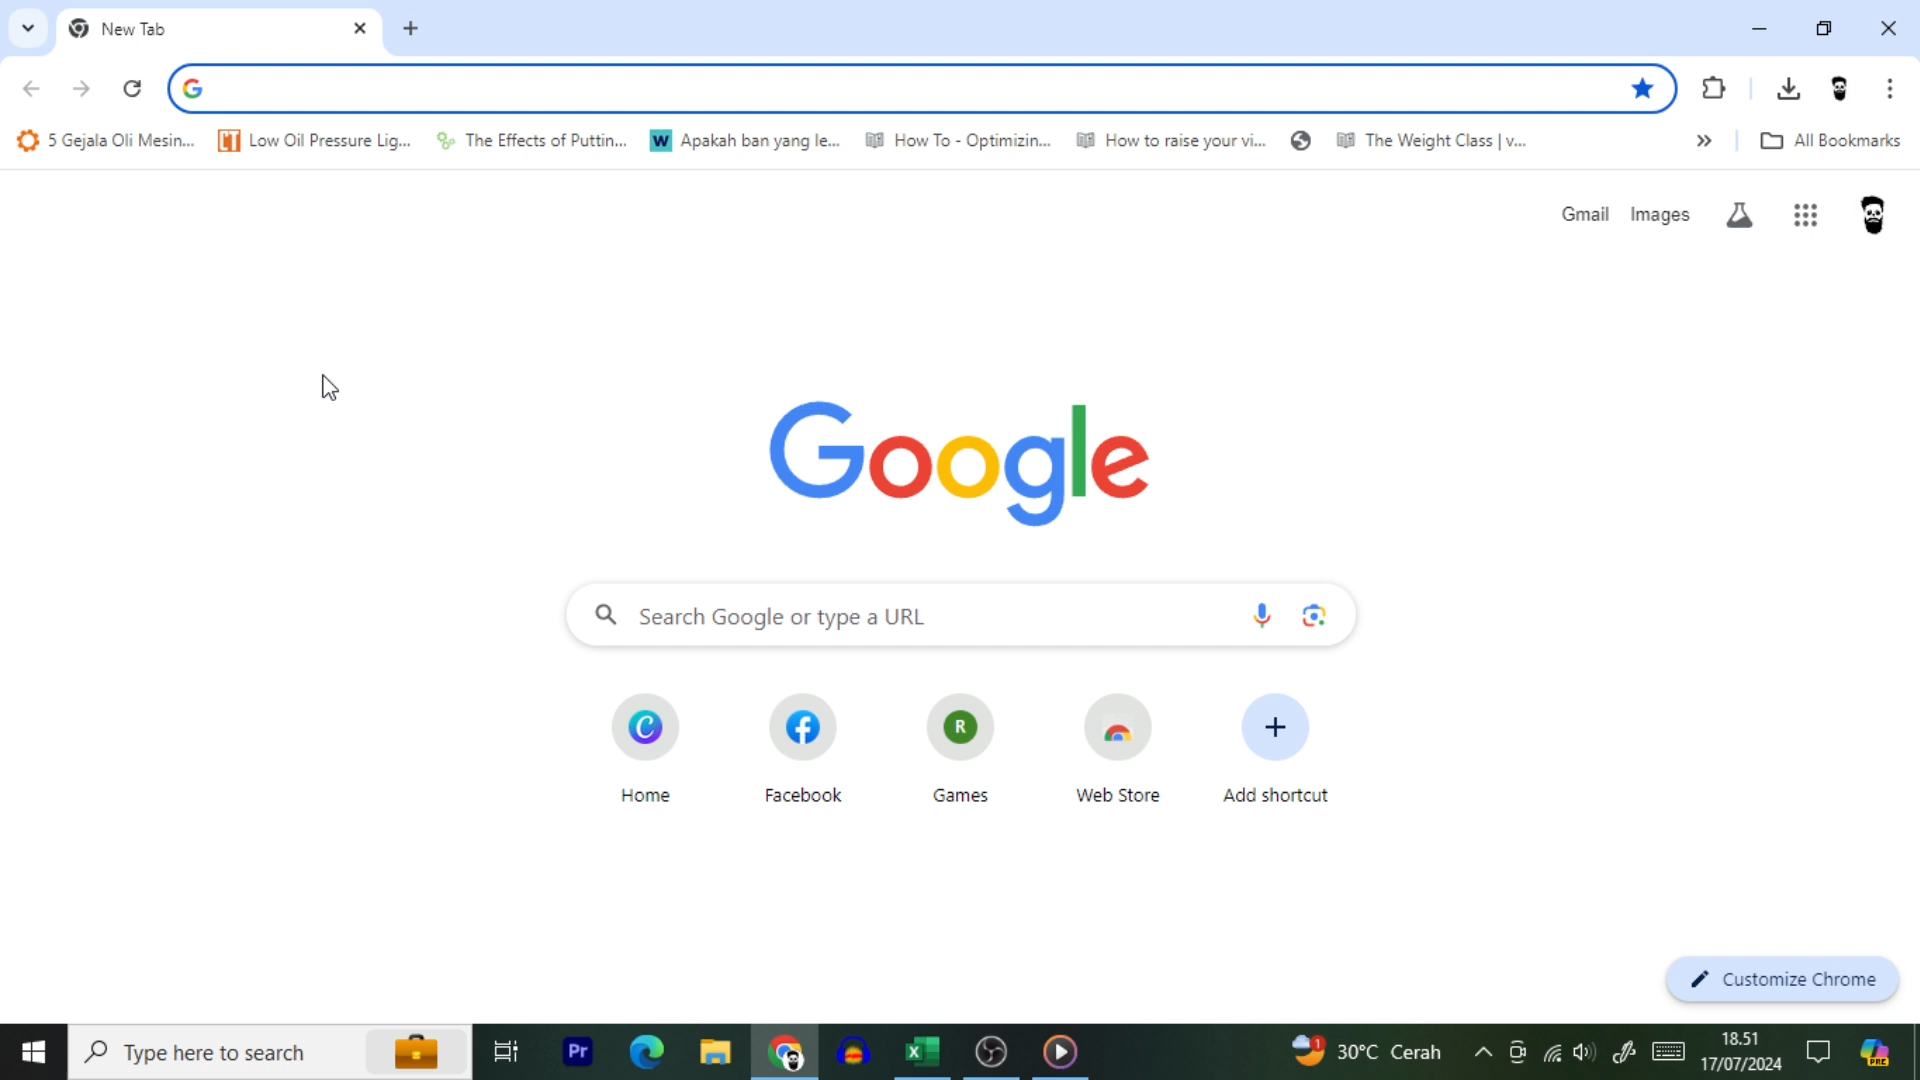 New Tab
5 Gejala Oli Mesin...
Low Oil Pressure Lig...
The Effects of Puttin...
Apakah ban yang le...
How To - Optimizin...
How to raise your vi...
The Weight Class | v...
All Bookmarks
Gmail
Images
Google
Search Google or type a URL
Home
Facebook
Games
Web Store
Add shortcut
Customize Chrome
Type here to search
30°C Cerah
18.51
17/07/2024